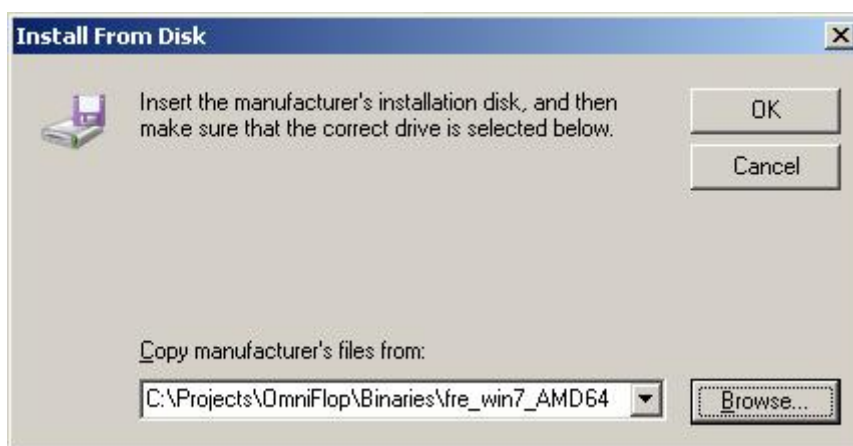 Install From Disk
Insert the manufacturer's installation disk, and then
make sure that the correct drive is selected below.
OK
Cancel
Copy manufacturer's files from:
C:\Projects\OmniFlop\Binaries\fre_win7_AMD64
Browse...